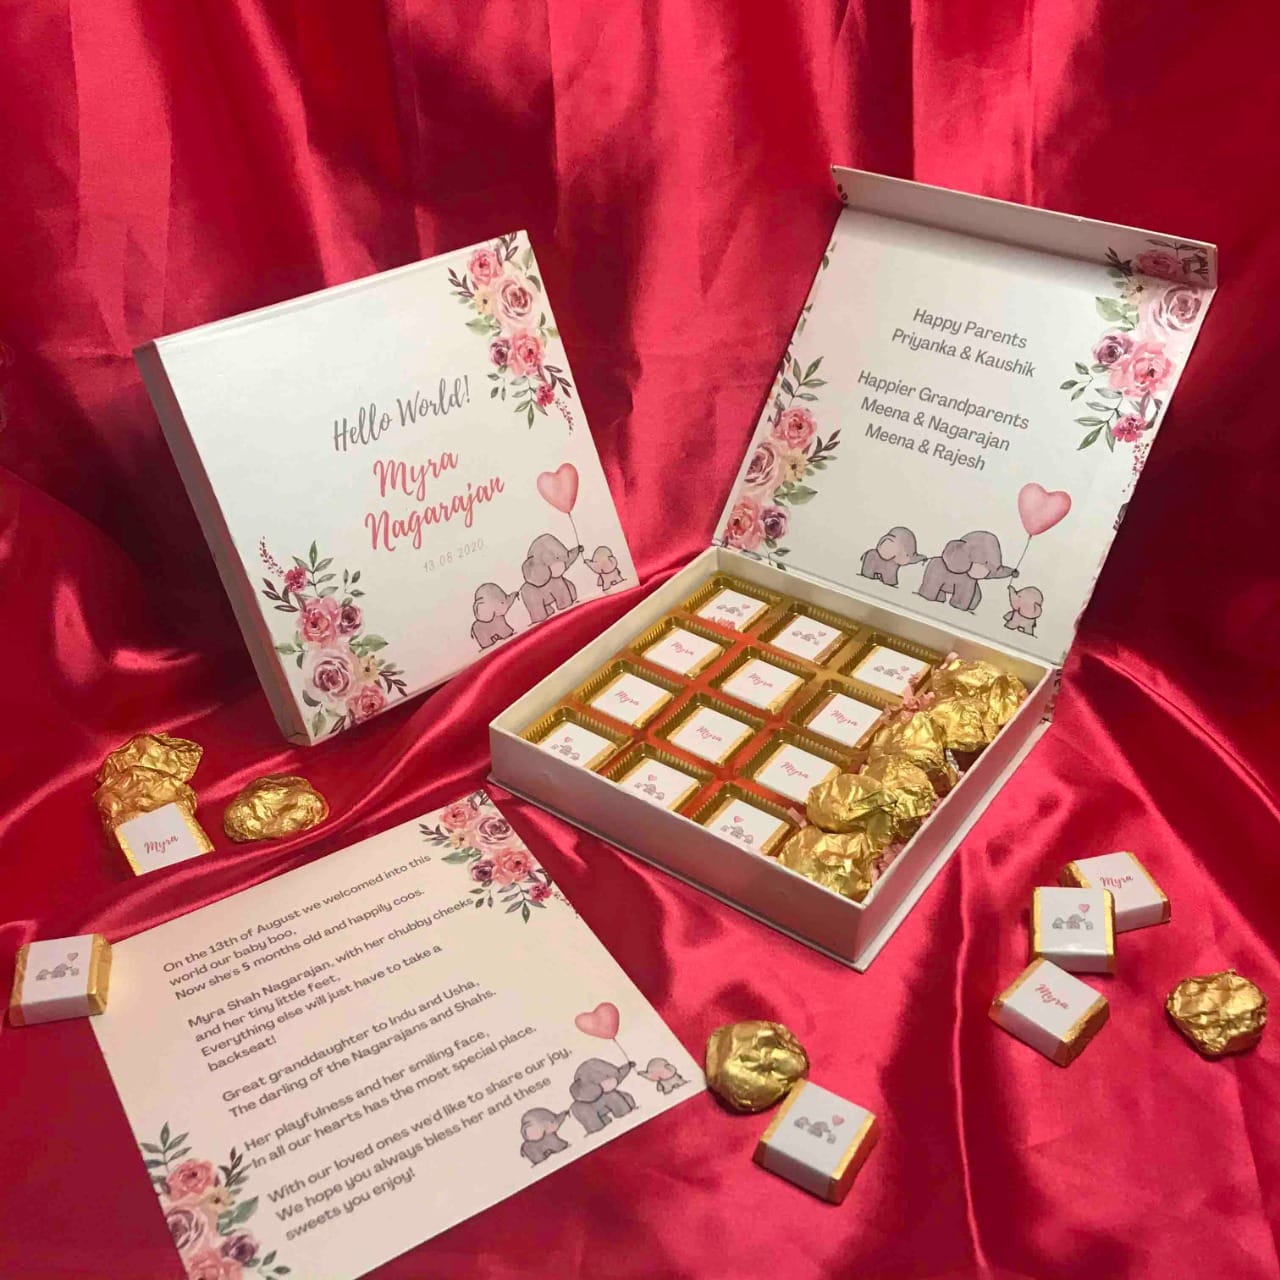 Hello World!
Myra
Nagarajan
13.08.2020
Happy Parents
Priyanka & Kaushik
Happier Grandparents
Meena & Nagarajan
Meena & Rajesh
Myra
Myra
Myra
Myra
Myra
Myra
Myra
Myra
Myra
On the 13th of August we welcomed into this
world our baby boo,
Now she's 5 months old and happily coos.
Myra Shah Nagarajan, with her chubby cheeks
and her tiny little feet,
Everything else will just have to take a
backseat!
Great granddaughter to Indu and Usha,
The darling of the Nagarajans and Shahs.
Her playfulness and her smiling face,
In all our hearts has the most special place.
With our loved ones we'd like to share our joy,
We hope you always bless her and these
sweets you enjoy!